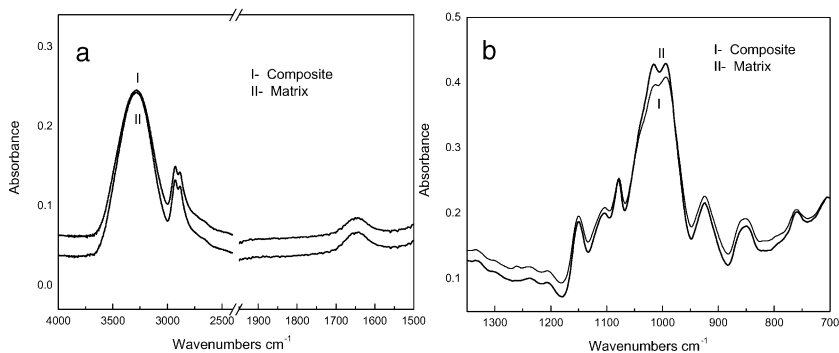 a
I
II
I- Composite
II- Matrix
Absorbance
0.3
0.2
0.1
0.0
4000 3500 3000 2500 1900 1800 1700 1600 1500
Wavenumbers cm-1
b
II
I
I- Composite
II- Matrix
Absorbance
0.5
0.4
0.3
0.2
0.1
1300 1200 1100 1000 900 800 700
Wavenumbers cm-1